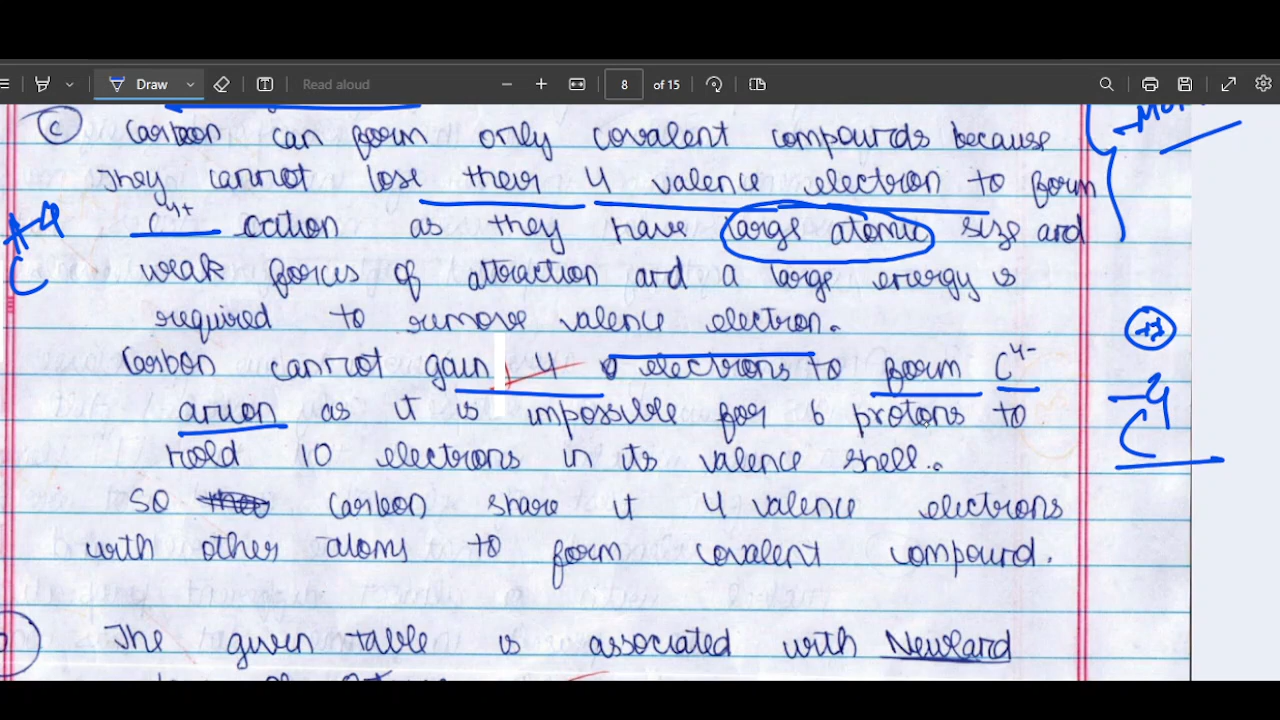 Draw Read aloud 8 of 15
C Carbon can form only covalent compounds because
They cannot lose their 4 valence electron to form
C4+ cation as they have large atomic size and
weak forces of attraction and a large energy is
required to remove valence electron.
Carbon cannot gain 4 electrons to form C4-
anion as it is impossible for 6 protons to
hold 10 electrons in its valence shell.
So carbon share it 4 valence electrons
with other atoms to form covalent compound.
The given table is associated with Newland
+4
C
-4
C